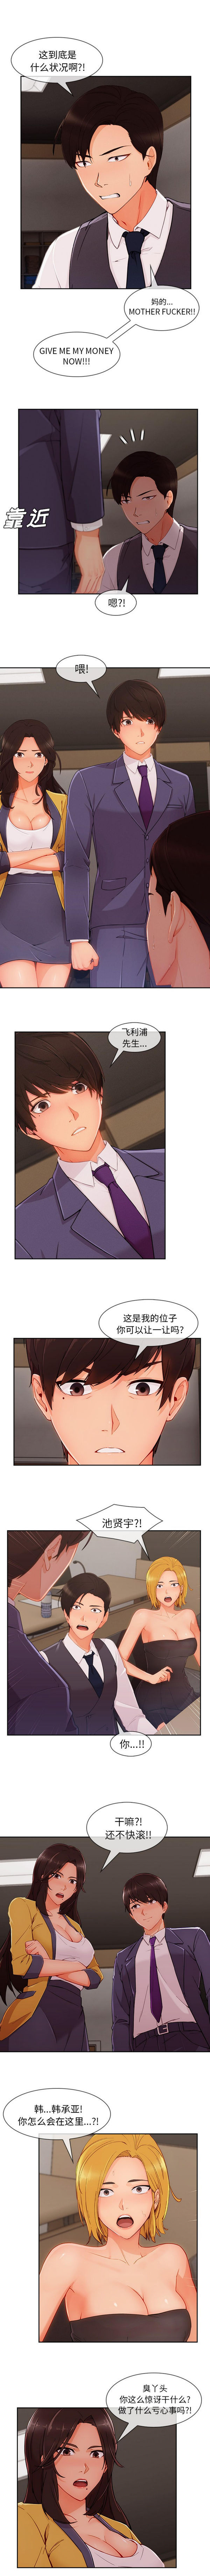 这到底是
什么状况啊?!
妈的...
MOTHER FUCKER!!
GIVE ME MY MONEY
NOW!!!
靠近
嗯?!
喂!
飞利浦
先生...
这是我的位子
你可以让一让吗?
池贤宇?!
你...!!
干嘛?!
还不快滚!!
韩...韩承亚!
你怎么会在这里...?!
臭丫头
你这么惊讶干什么?
做了什么亏心事吗?!